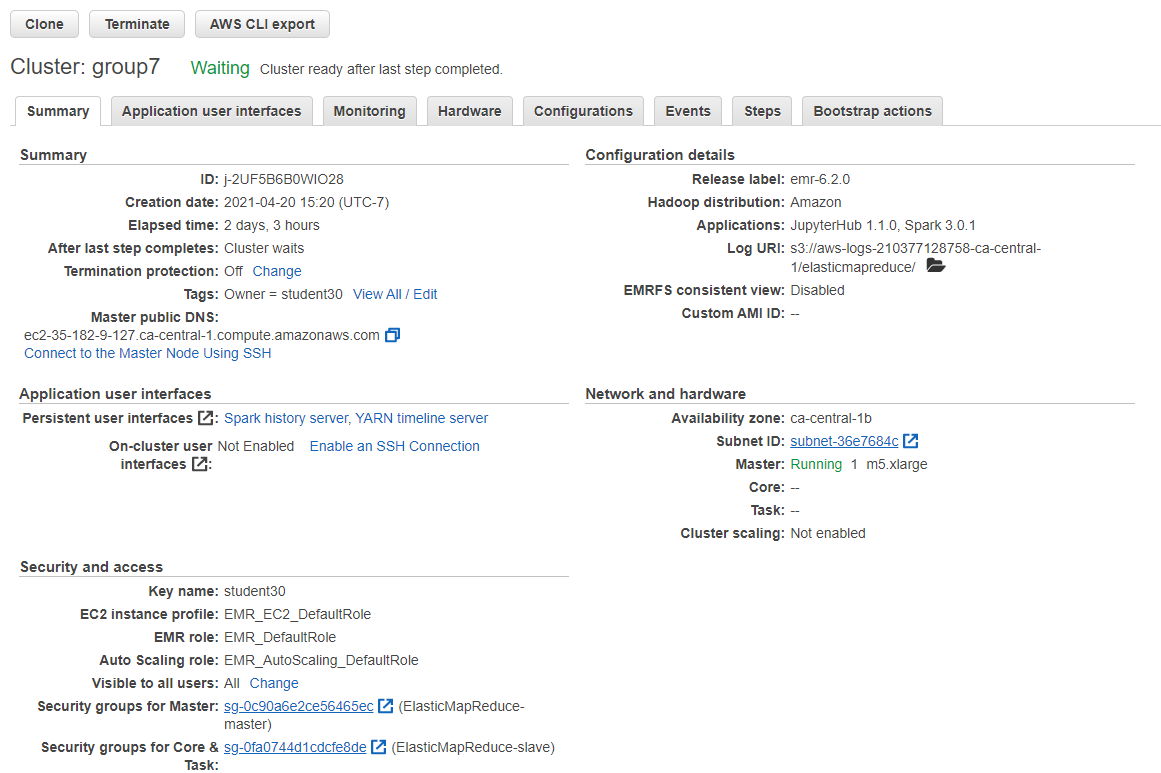 Clone Terminate AWS CLI export
Cluster: group7 Waiting Cluster ready after last step completed.
Summary Application user interfaces Monitoring Hardware Configurations Events Steps Bootstrap actions
Summary
ID: j-2UF5B6B0WIO28
Creation date: 2021-04-20 15:20 (UTC-7)
Elapsed time: 2 days, 3 hours
After last step completes: Cluster waits
Termination protection: Off Change
Tags: Owner = student30 View All / Edit
Master public DNS:
ec2-35-182-9-127.ca-central-1.compute.amazonaws.com
Connect to the Master Node Using SSH
Configuration details
Release label: emr-6.2.0
Hadoop distribution: Amazon
Applications: JupyterHub 1.1.0, Spark 3.0.1
Log URI: s3://aws-logs-210377128758-ca-central-
1/elasticmapreduce/
EMRFS consistent view: Disabled
Custom AMI ID: --
Application user interfaces
Persistent user interfaces : Spark history server, YARN timeline server
On-cluster user Not Enabled Enable an SSH Connection
interfaces :
Network and hardware
Availability zone: ca-central-1b
Subnet ID: subnet-36e7684c
Master: Running 1 m5.xlarge
Core: --
Task: --
Cluster scaling: Not enabled
Security and access
Key name: student30
EC2 instance profile: EMR_EC2_DefaultRole
EMR role: EMR_DefaultRole
Auto Scaling role: EMR_AutoScaling_DefaultRole
Visible to all users: All Change
Security groups for Master: sg-0c90a6e2ce56465ec (ElasticMapReduce-
master)
Security groups for Core & sg-0fa0744d1cdcfe8de (ElasticMapReduce-slave)
Task: